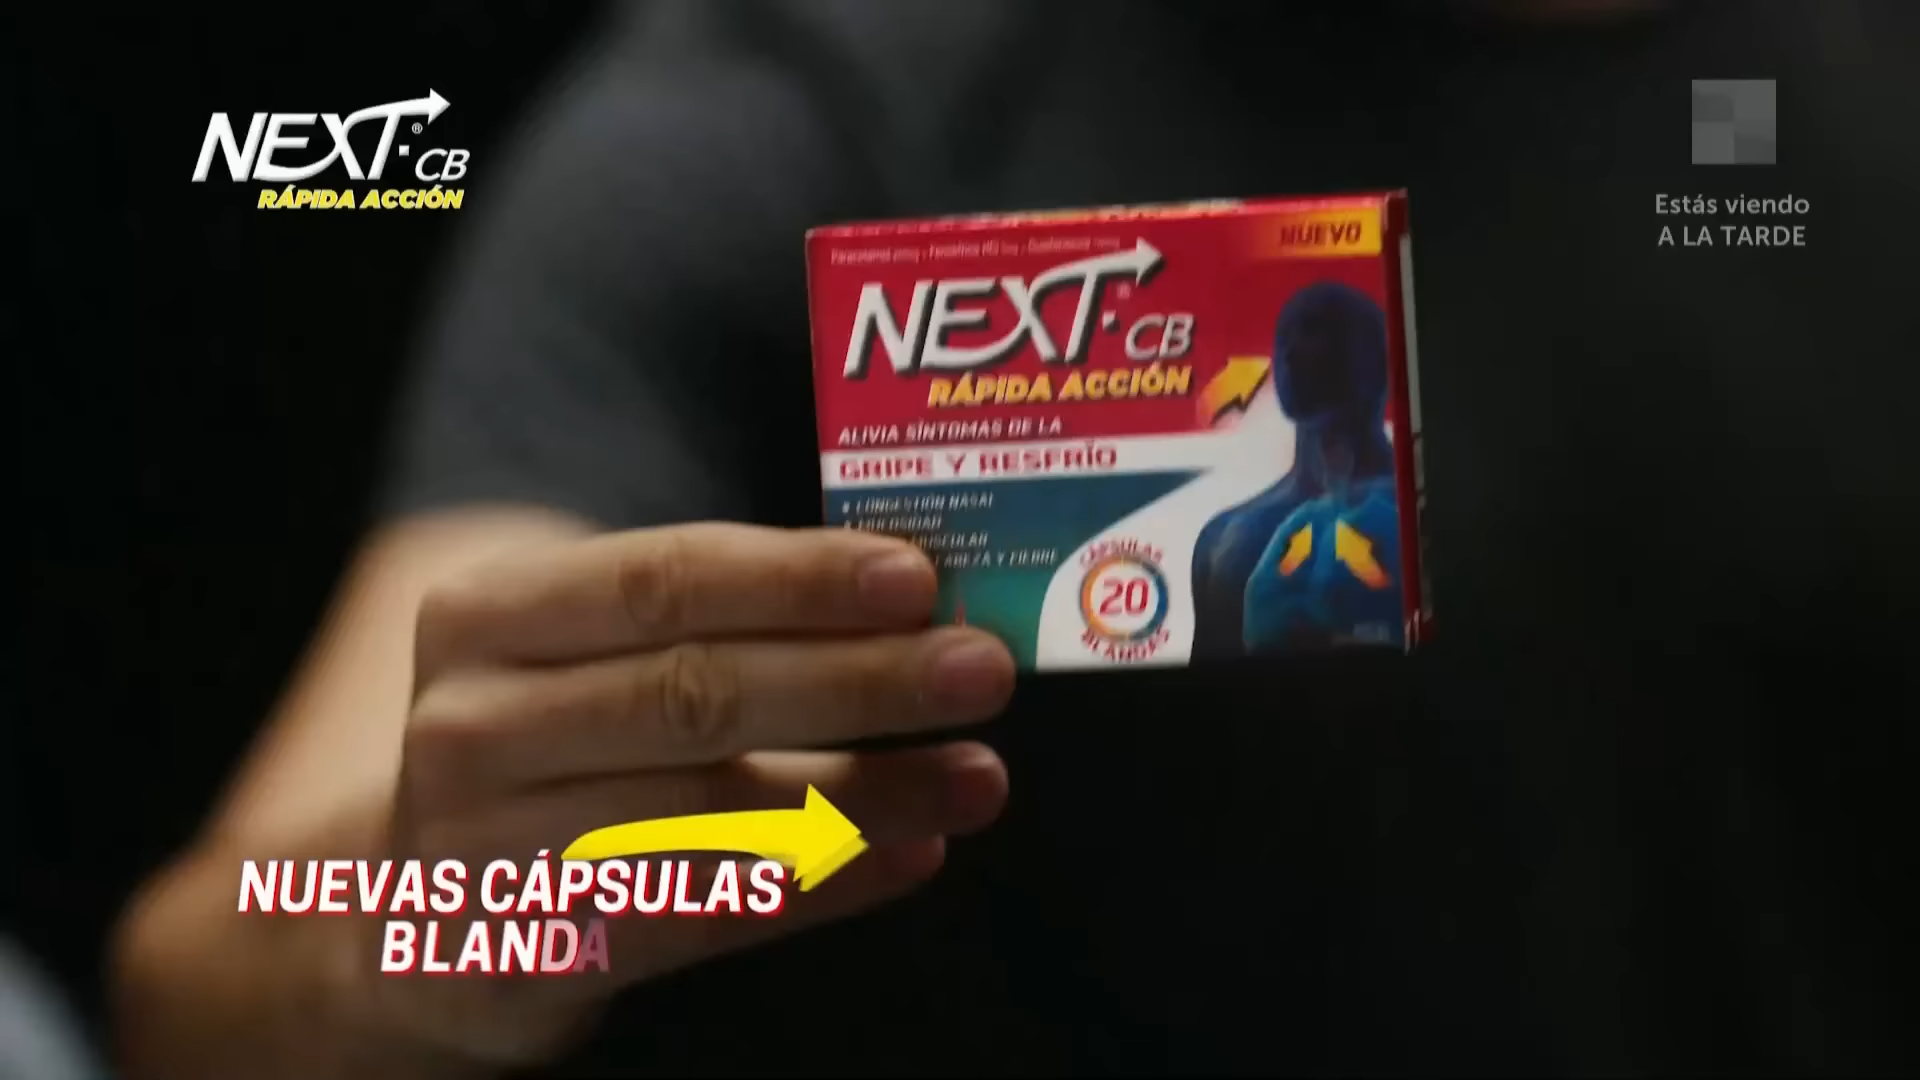 NEXT.® CB
RÁPIDA ACCIÓN
Estás viendo
A LA TARDE
NUEVO
NEXT.® CB
RÁPIDA ACCIÓN
ALIVIA SÍNTOMAS DE LA
GRIPE Y RESFRÍO
CONGESTIÓN NASAL
MUCOSIDAD
MUSCULAR
CABEZA Y FIEBRE
CÁPSULAS
20
BLANDAS
NUEVAS CÁPSULAS
BLANDA